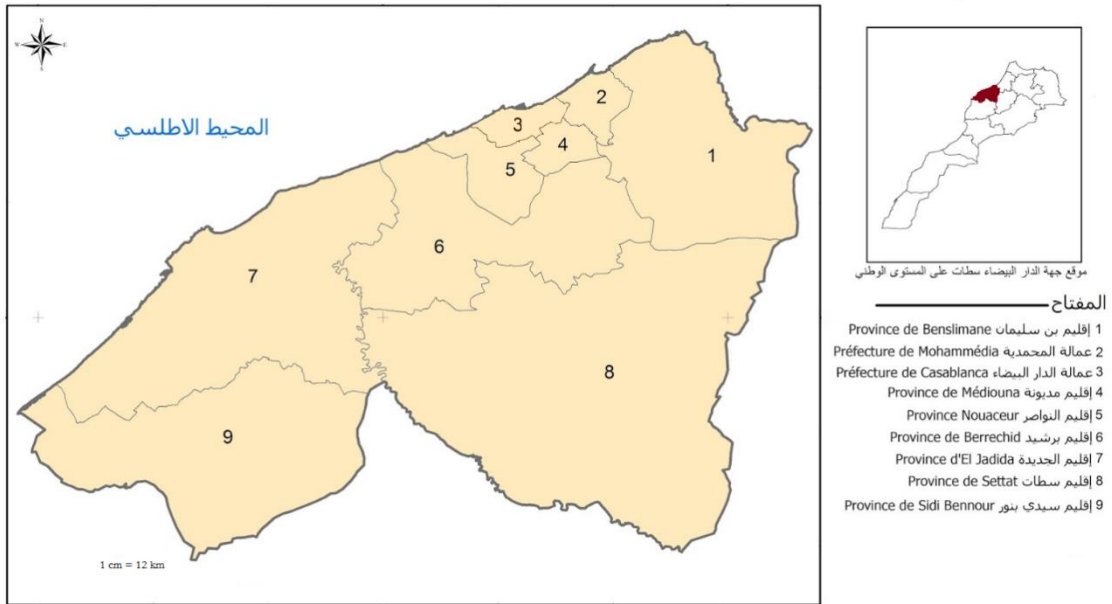 N
W E
S
المحيط الاطلسي
1
2
3
4
5
6
7
8
9
1 cm = 12 km
موقع جهة الدار البيضاء سطات على المستوى الوطني
المفتاح
1 إقليم بن سليمان Province de Benslimane
2 عمالة المحمدية Préfecture de Mohammédia
3 عمالة الدار البيضاء Préfecture de Casablanca
4 إقليم مديونة Province de Médiouna
5 إقليم النواصر Province Nouaceur
6 إقليم برشيد Province de Berrechid
7 إقليم الجديدة Province d'El Jadida
8 إقليم سطات Province de Settat
9 إقليم سيدي بنور Province de Sidi Bennour